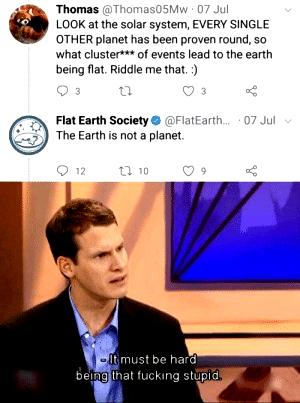 Thomas @Thomas05Mw · 07 Jul
LOOK at the solar system, EVERY SINGLE
OTHER planet has been proven round, so
what cluster*** of events lead to the earth
being flat. Riddle me that. :)
3 3
Flat Earth Society @FlatEarth... · 07 Jul
The Earth is not a planet.
12 10 9
-It must be hard
being that fucking stupid.